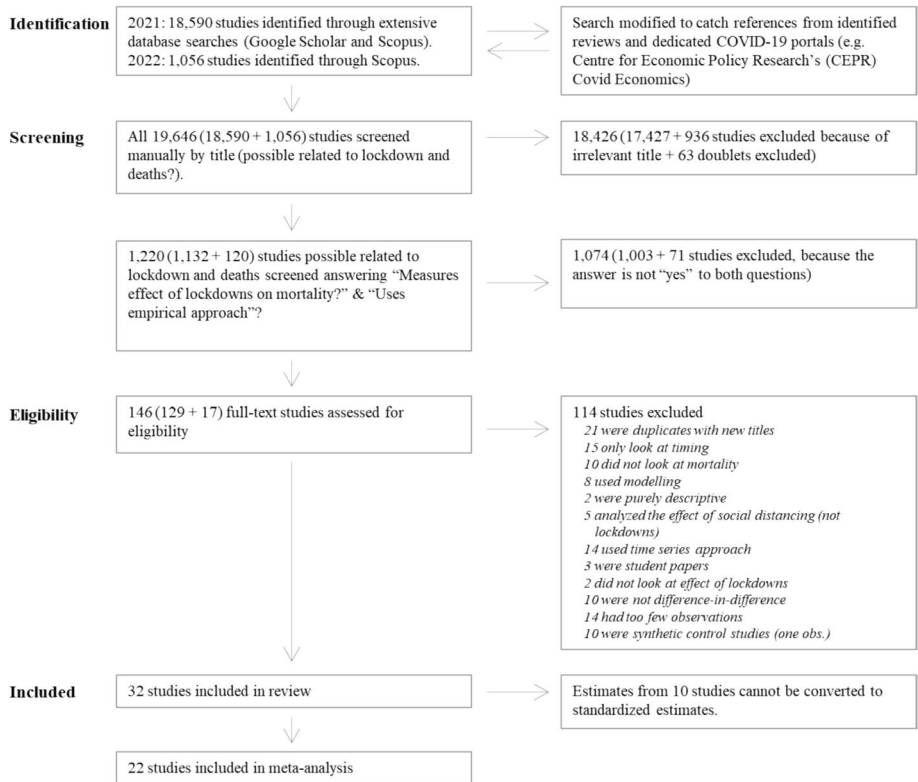 Identification
2021: 18,590 studies identified through extensive
database searches (Google Scholar and Scopus).
2022: 1,056 studies identified through Scopus.
Search modified to catch references from identified
reviews and dedicated COVID-19 portals (e.g.
Centre for Economic Policy Research's (CEPR)
Covid Economics)
Screening
All 19,646 (18,590 + 1,056) studies screened
manually by title (possible related to lockdown and
deaths?).
18,426 (17,427 + 936 studies excluded because of
irrelevant title + 63 doublets excluded)
1,220 (1,132 + 120) studies possible related to
lockdown and deaths screened answering “Measures
effect of lockdowns on mortality?” & “Uses
empirical approach”?
1,074 (1,003 + 71 studies excluded, because the
answer is not “yes” to both questions)
Eligibility
146 (129 + 17) full-text studies assessed for
eligibility
114 studies excluded
21 were duplicates with new titles
15 only look at timing
10 did not look at mortality
8 used modelling
2 were purely descriptive
5 analyzed the effect of social distancing (not
lockdowns)
14 used time series approach
3 were student papers
2 did not look at effect of lockdowns
10 were not difference-in-difference
14 had too few observations
10 were synthetic control studies (one obs.)
Included
32 studies included in review
Estimates from 10 studies cannot be converted to
standardized estimates.
22 studies included in meta-analysis